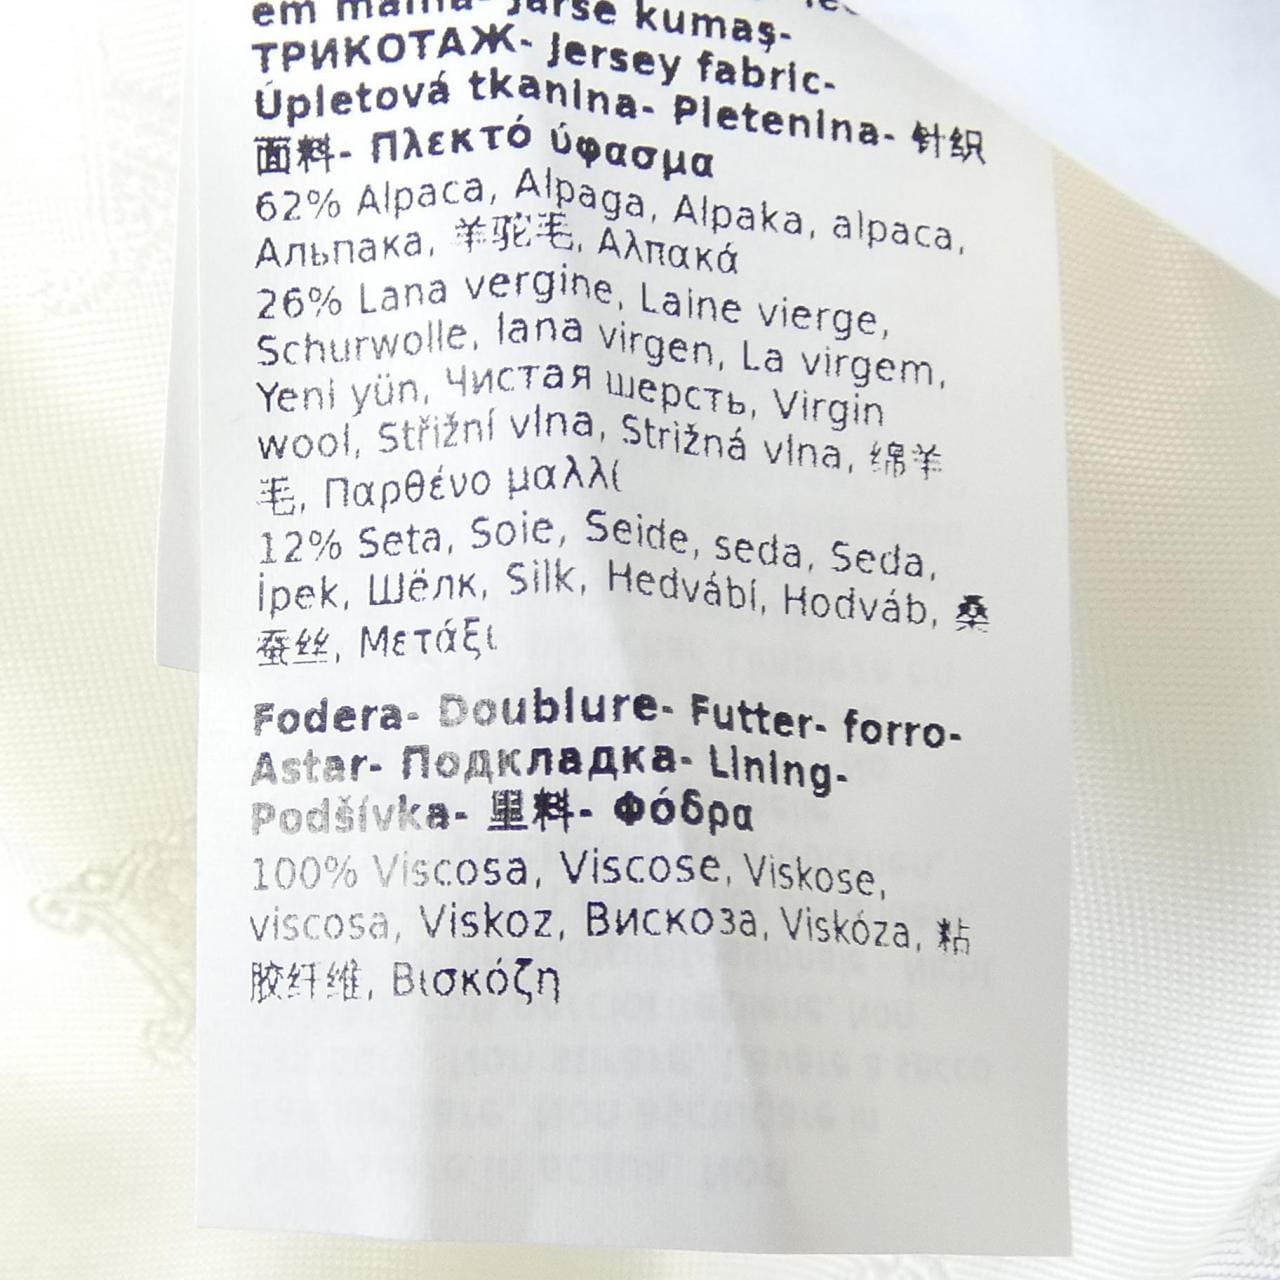 em malha- Jarse kumaş-
ТРИКОТАЖ- Jersey fabric-
Úpletová tkanina- Pletenina- 针织
面料- Πλεκτό ύφασμα
62% Alpaca, Alpaga, Alpaka, alpaca,
Альпака, 羊驼毛, Αλπακά
26% Lana vergine, Laine vierge,
Schurwolle, lana virgen, La virgem,
Yeni yün, Чистая шерсть, Virgin
wool, Střižní vlna, Strižná vlna, 绵羊
毛, Παρθένο μαλλί
12% Seta, Soie, Seide, seda, Seda,
İpek, Шёлк, Silk, Hedvábí, Hodváb, 桑
蚕丝, Μετάξι
Fodera- Doublure- Futter- forro-
Astar- Подкладка- Lining-
Podšívka- 里料- Φόδρα
100% Viscosa, Viscose, Viskose,
viscosa, Viskoz, Вискоза, Viskóza, 粘
胶纤维, Βισκόζη